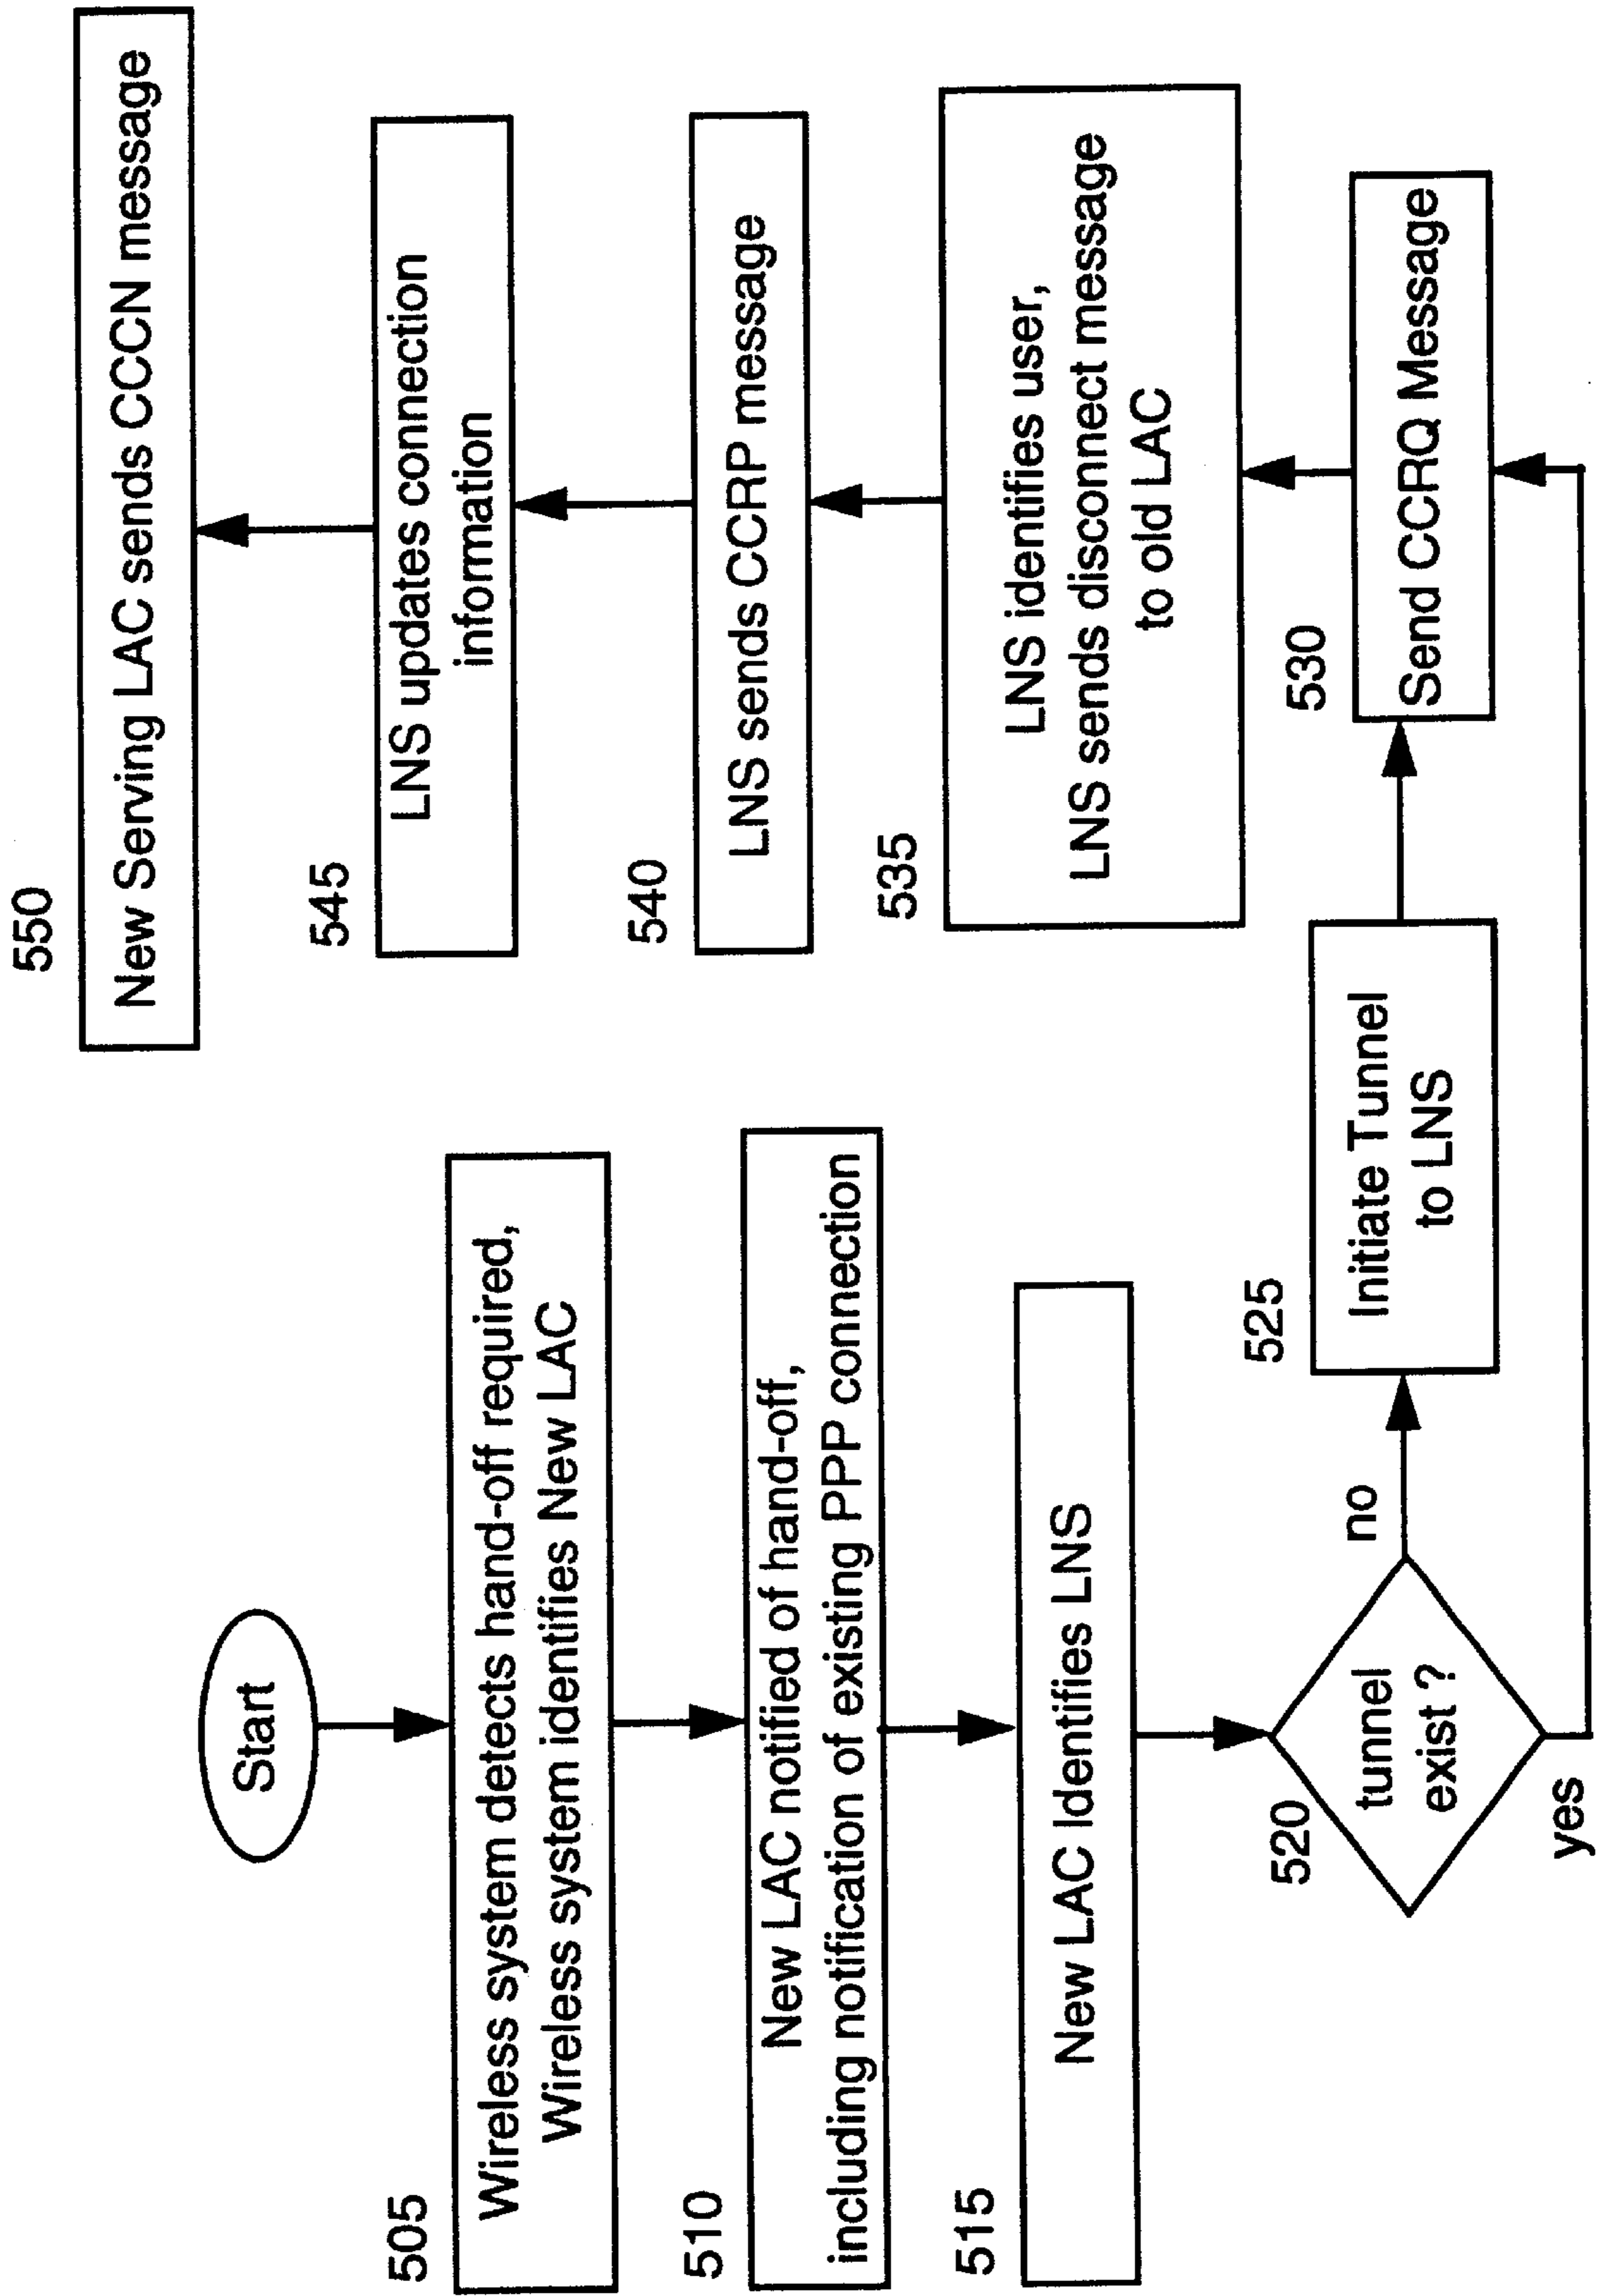 Start
505
Wireless system detects hand-off required,
Wireless system identifies New LAC
510
New LAC notified of hand-off,
including notification of existing PPP connection
515
New LAC Identifies LNS
520
tunnel
exist ?
no
yes
525
Initiate Tunnel
to LNS
530
Send CCRQ Message
535
LNS identifies user,
LNS sends disconnect message
to old LAC
540
LNS sends CCRP message
545
LNS updates connection
information
550
New Serving LAC sends CCCN message